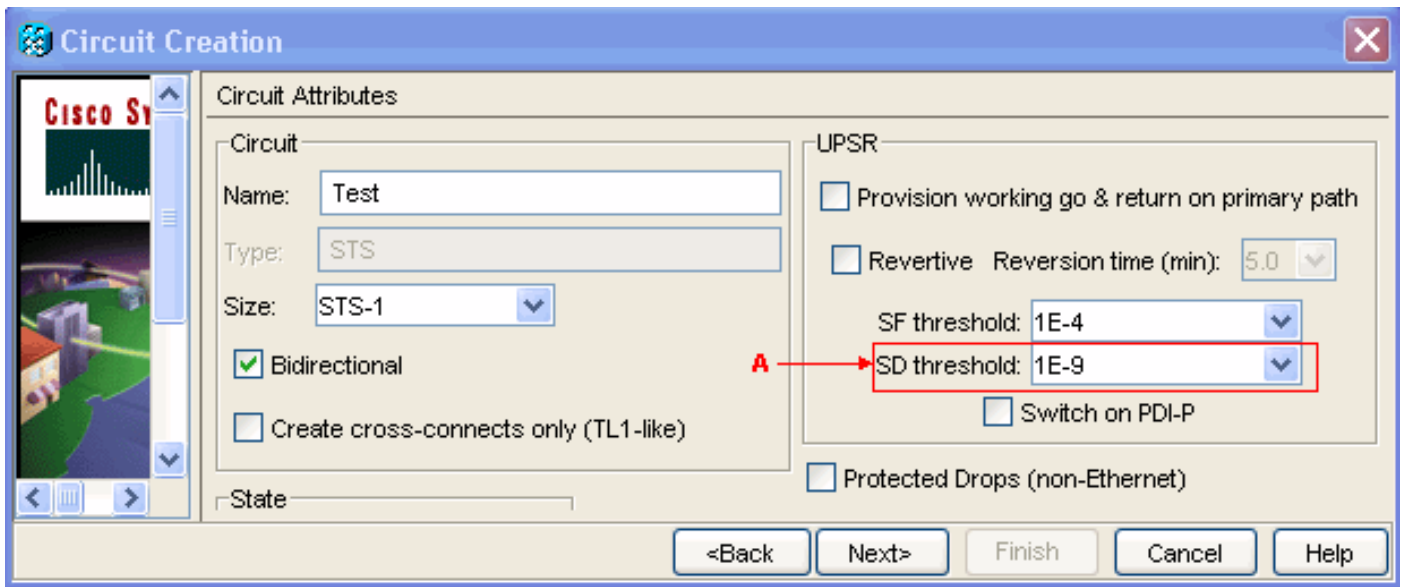 Circuit Creation
Cisco Sy
Circuit Attributes
Circuit
Name: Test
Type: STS
Size: STS-1
Bidirectional
Create cross-connects only (TL1-like)
State
UPSR
Provision working go & return on primary path
Revertive Reversion time (min): 5.0
SF threshold: 1E-4
A SD threshold: 1E-9
Switch on PDI-P
Protected Drops (non-Ethernet)
<Back Next> Finish Cancel Help